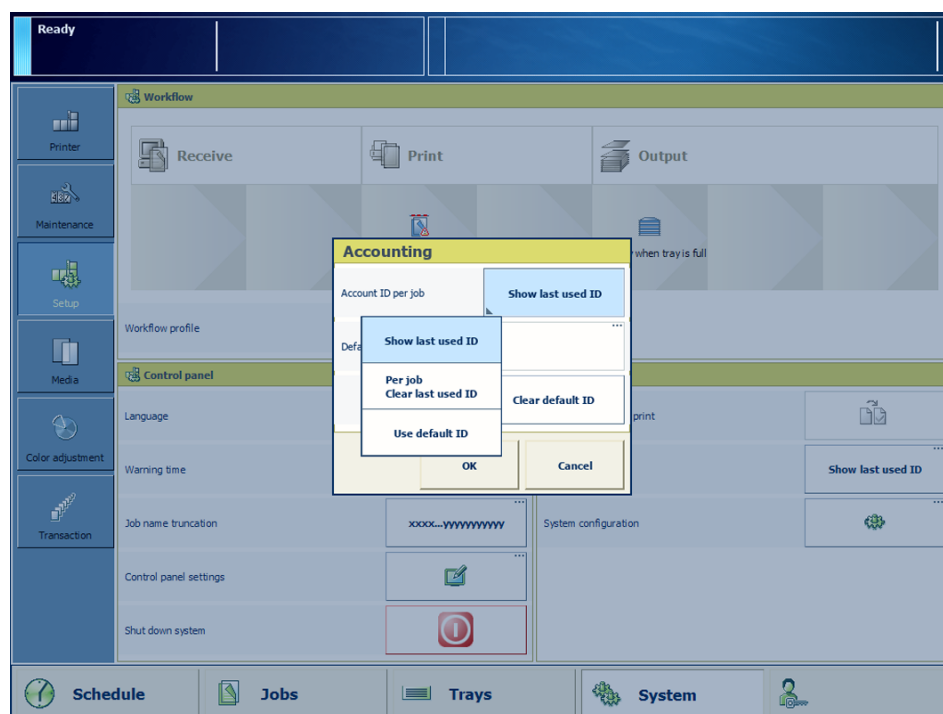 Ready
Workflow
Printer
Receive
Print
Output
Maintenance
when tray is full
Accounting
Account ID per job
Show last used ID
Setup
Workflow profile
Defa
Show last used ID
Per job
Clear last used ID
Use default ID
Clear default ID
OK
Cancel
Media
Control panel
Language
print
Color adjustment
Warning time
Show last used ID
Job name truncation
xxxx...yyyyyyyyyyy
System configuration
Transaction
Control panel settings
Shut down system
Schedule
Jobs
Trays
System